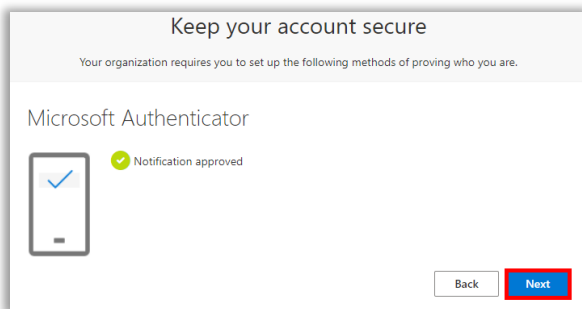 Keep your account secure
Your organization requires you to set up the following methods of proving who you are.
Microsoft Authenticator
Notification approved
Back
Next